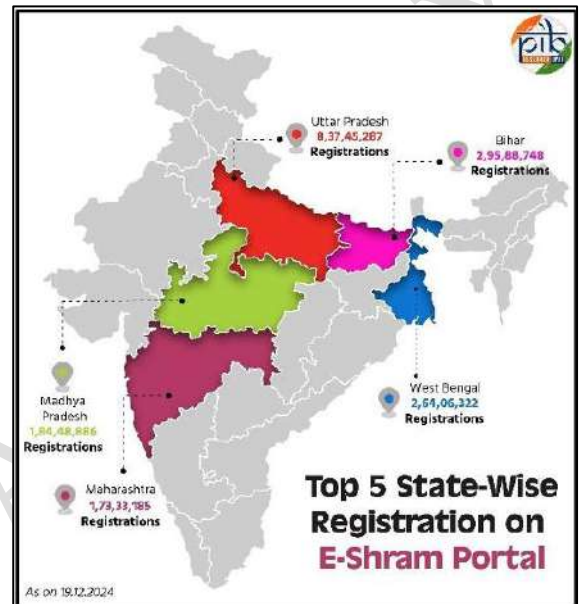 pib
Uttar Pradesh
8,37,45,287
Registrations
Bihar
2,95,88,748
Registrations
Madhya
Pradesh
1,84,48,886
Registrations
West Bengal
2,64,06,322
Registrations
Maharashtra
1,73,33,185
Registrations
Top 5 State-Wise
Registration on
E-Shram Portal
As on 19.12.2024